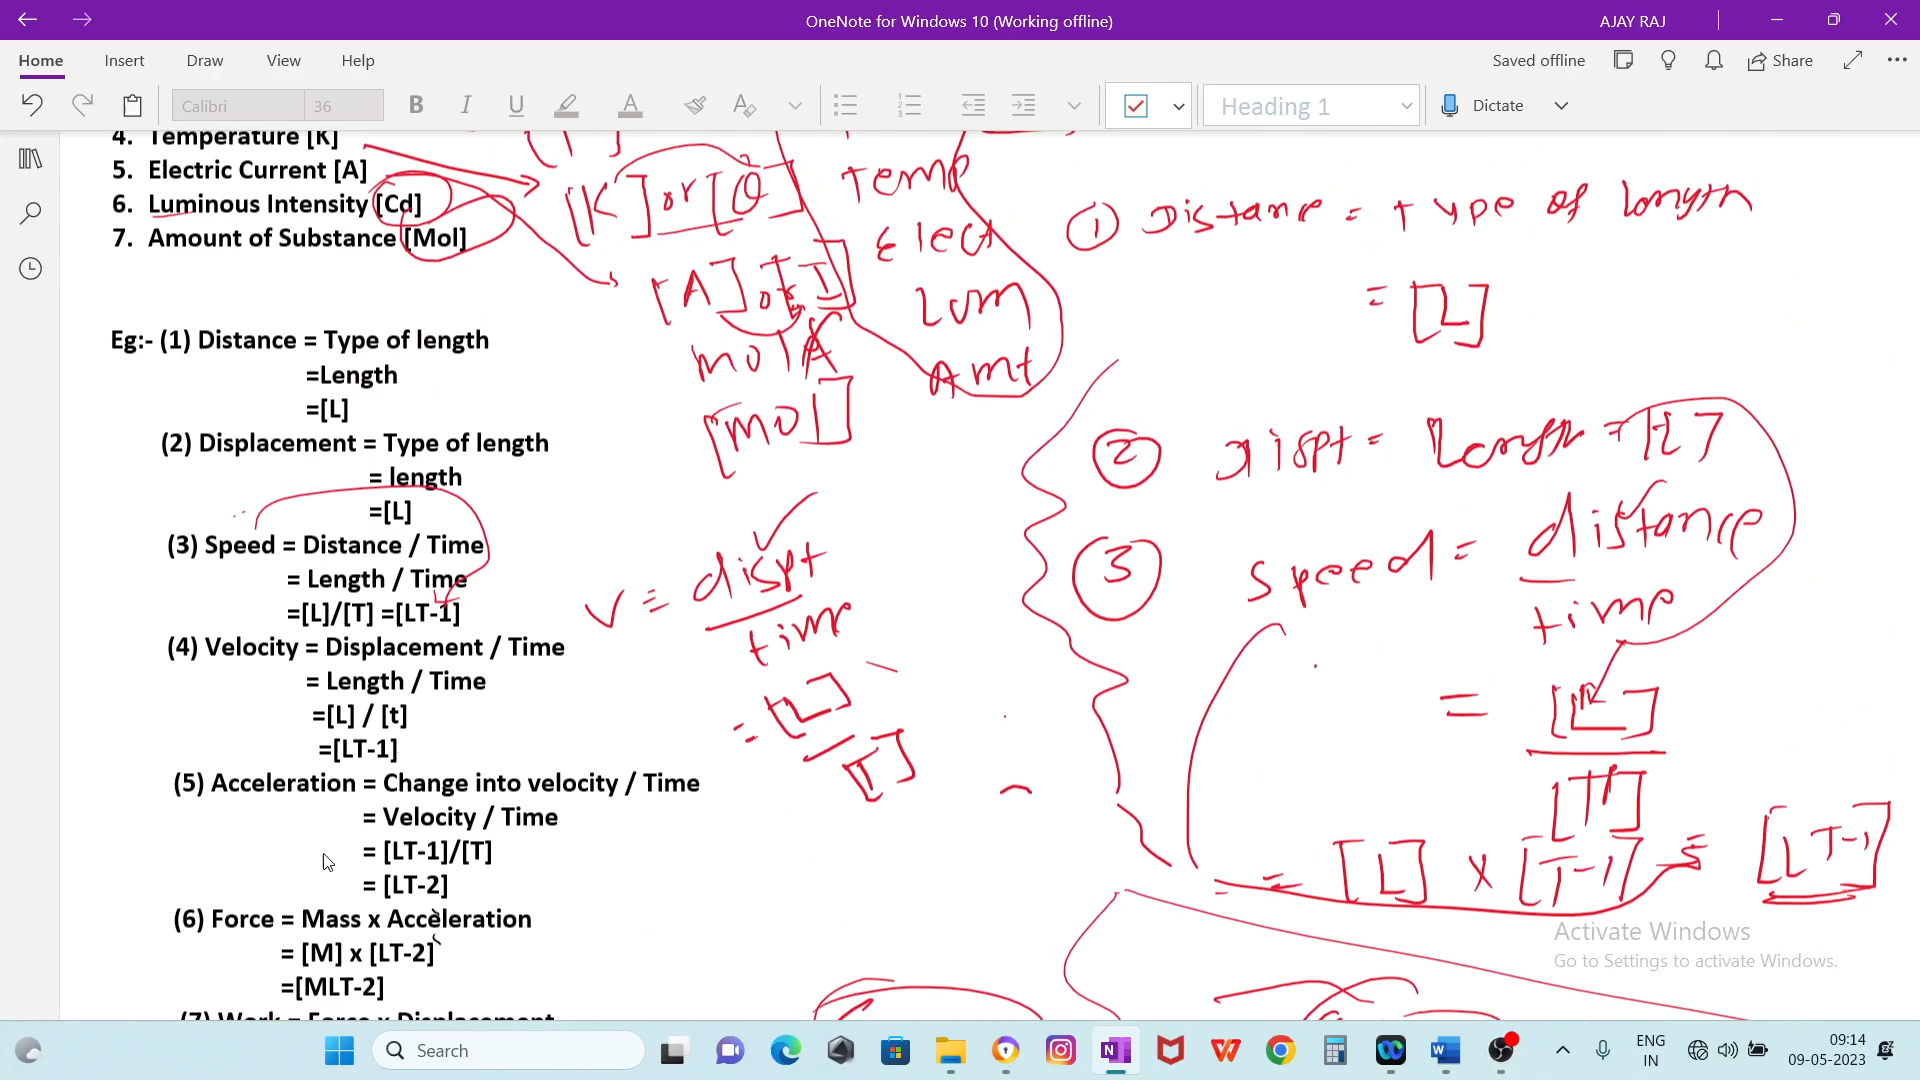 OneNote for Windows 10 (Working offline)
AJAY RAJ
Home Insert Draw View Help
Saved offline
Share
Calibri 36
B I U
Heading 1
Dictate
4. Temperature [K]
5. Electric Current [A]
6. Luminous Intensity [Cd]
7. Amount of Substance [Mol]
Eg:- (1) Distance = Type of length
=Length
=[L]
(2) Displacement = Type of length
= length
=[L]
(3) Speed = Distance / Time
= Length / Time
=[L]/[T] =[LT-1]
(4) Velocity = Displacement / Time
= Length / Time
=[L] / [t]
=[LT-1]
(5) Acceleration = Change into velocity / Time
= Velocity / Time
= [LT-1]/[T]
= [LT-2]
(6) Force = Mass x Acceleration
= [M] x [LT-2]
=[MLT-2]
(7) Work = Force x Displacement
[K] or [θ]
[A] or I
[mol]
Temp
Elect
Lum
Amt
V = dispt
time
= [L]
[T]
① Distance = type of length
= [L]
② Dispt = length = [L]
③ Speed = distance
time
= [L]
[T]
= [L] x [T-1] = [LT-1]
Activate Windows
Go to Settings to activate Windows.
Search
ENG
IN
09:14
09-05-2023